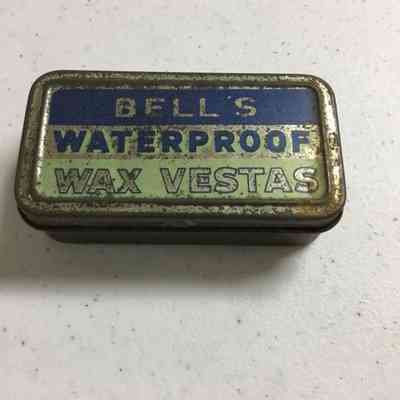 BELL'S
WATERPROOF
WAX VESTAS